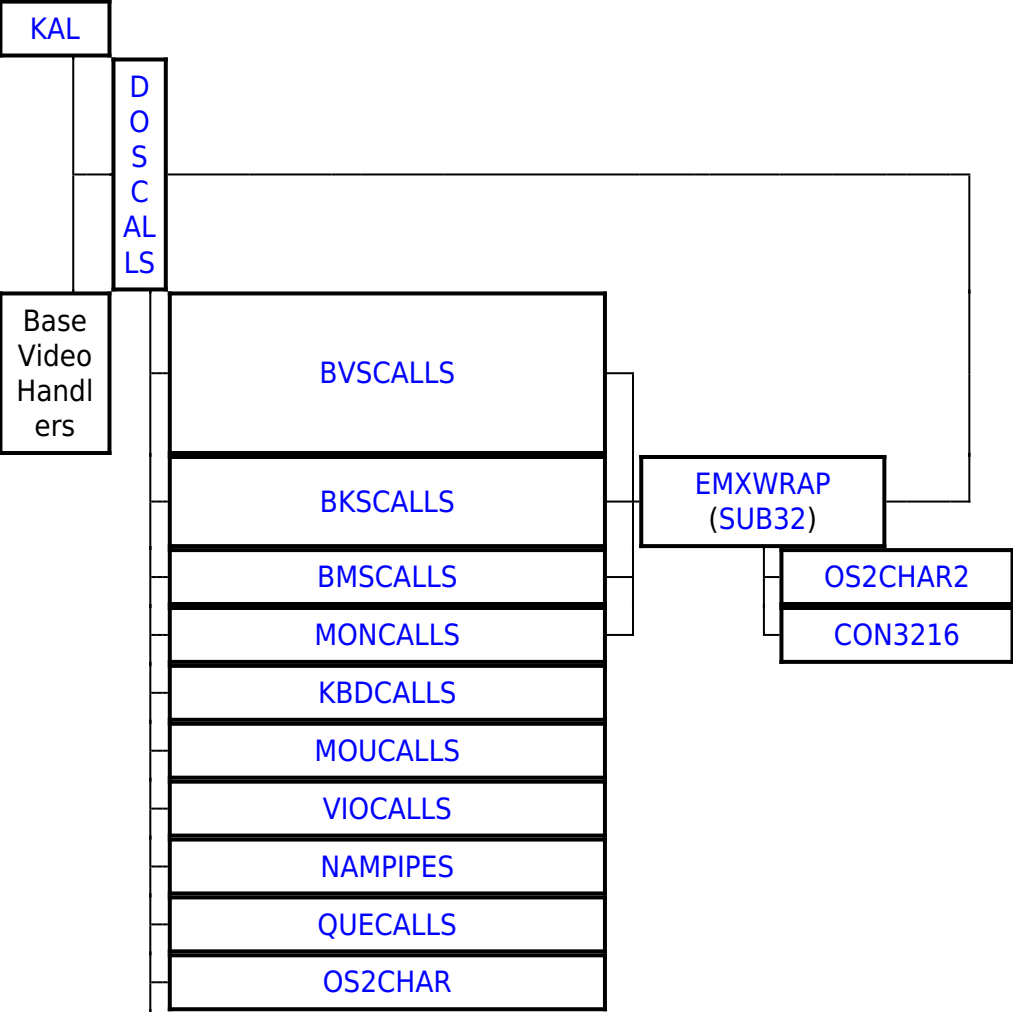 KAL
D
O
S
C
AL
LS
Base
Video
Handl
ers
BVSCALLS
BKSCALLS
EMXWRAP
(SUB32)
BMSCALLS
OS2CHAR2
MONCALLS
CON3216
KBDCALLS
MOUCALLS
VIOCALLS
NAMPIPES
QUECALLS
OS2CHAR